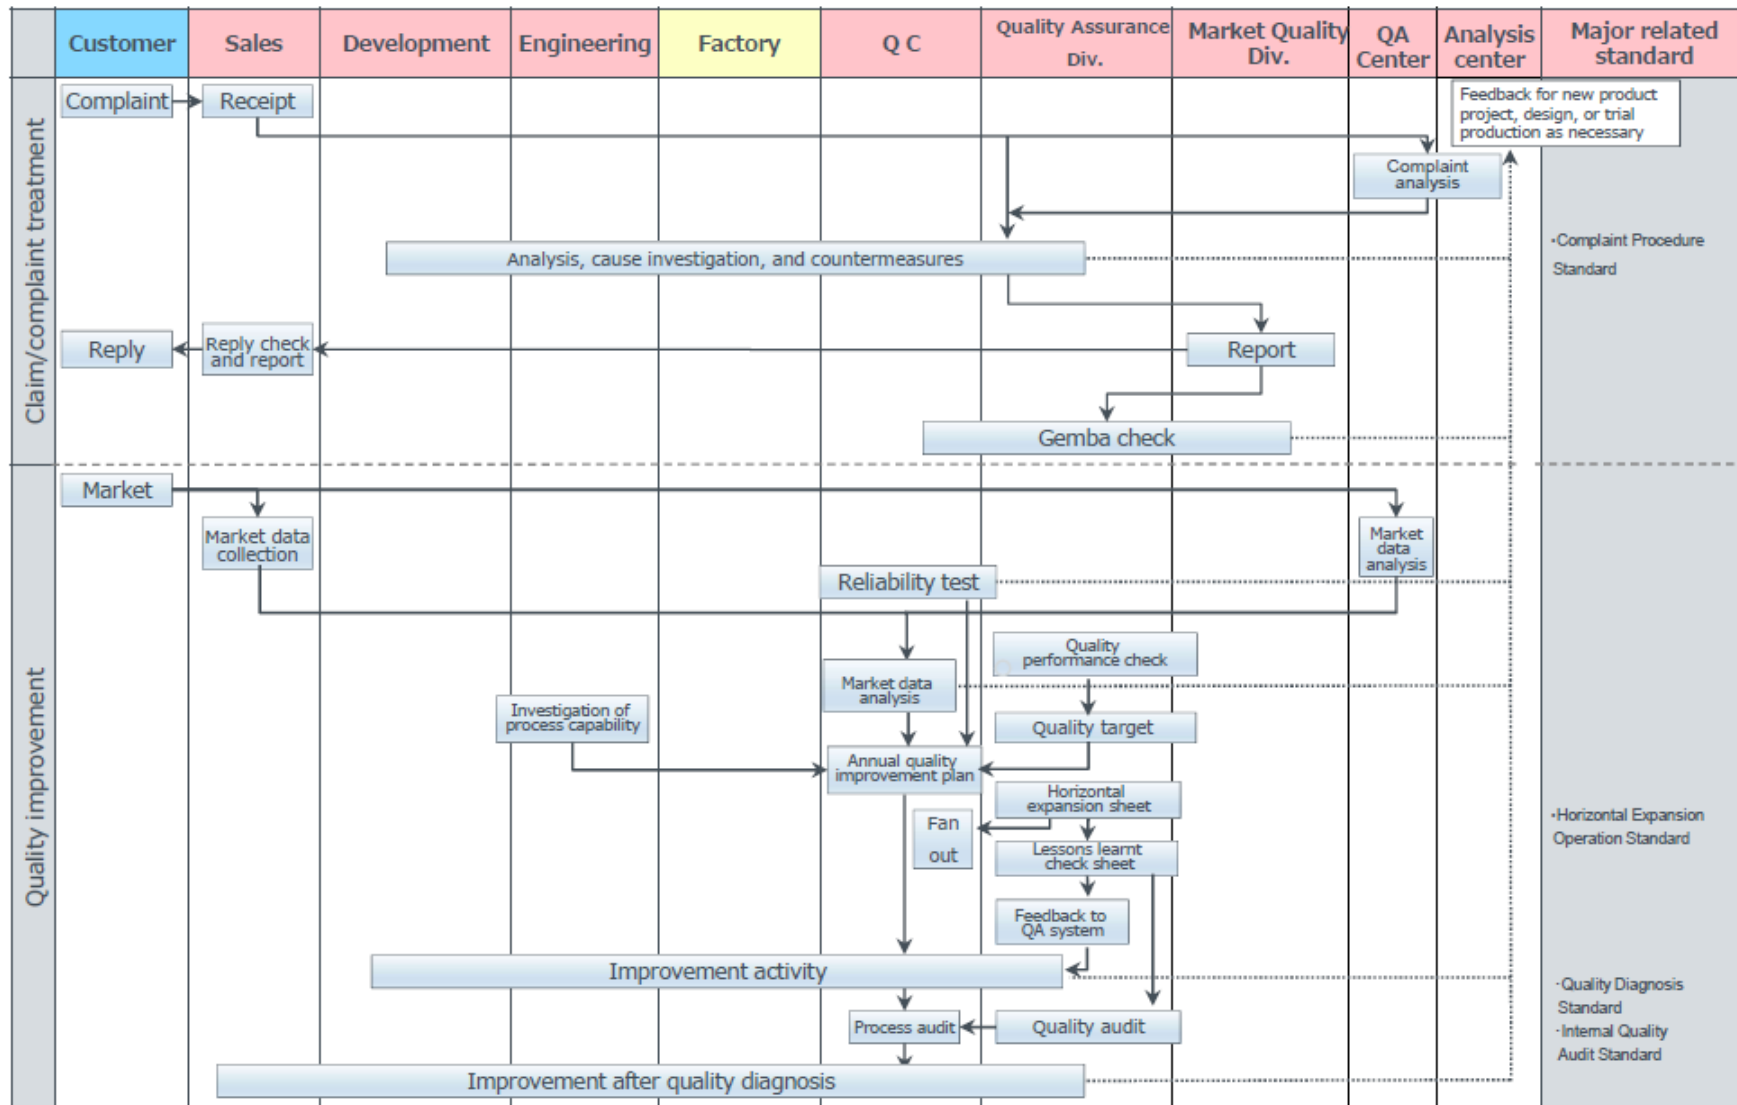 Customer
Sales
Development
Engineering
Factory
Q C
Quality Assurance
Div.
Market Quality
Div.
QA
Center
Analysis
center
Major related
standard
Claim/complaint treatment
Complaint
Receipt
Feedback for new product
project, design, or trial
production as necessary
Complaint
analysis
Analysis, cause investigation, and countermeasures
・Complaint Procedure
Standard
Reply
Reply check
and report
Report
Gemba check
Quality improvement
Market
Market data
collection
Market
data
analysis
Reliability test
Quality
performance check
Market data
analysis
Investigation of
process capability
Quality target
Annual quality
improvement plan
Horizontal
expansion sheet
Fan
out
Lessons learnt
check sheet
・Horizontal Expansion
Operation Standard
Feedback to
QA system
Improvement activity
・Quality Diagnosis
Standard
・Internal Quality
Audit Standard
Process audit
Quality audit
Improvement after quality diagnosis